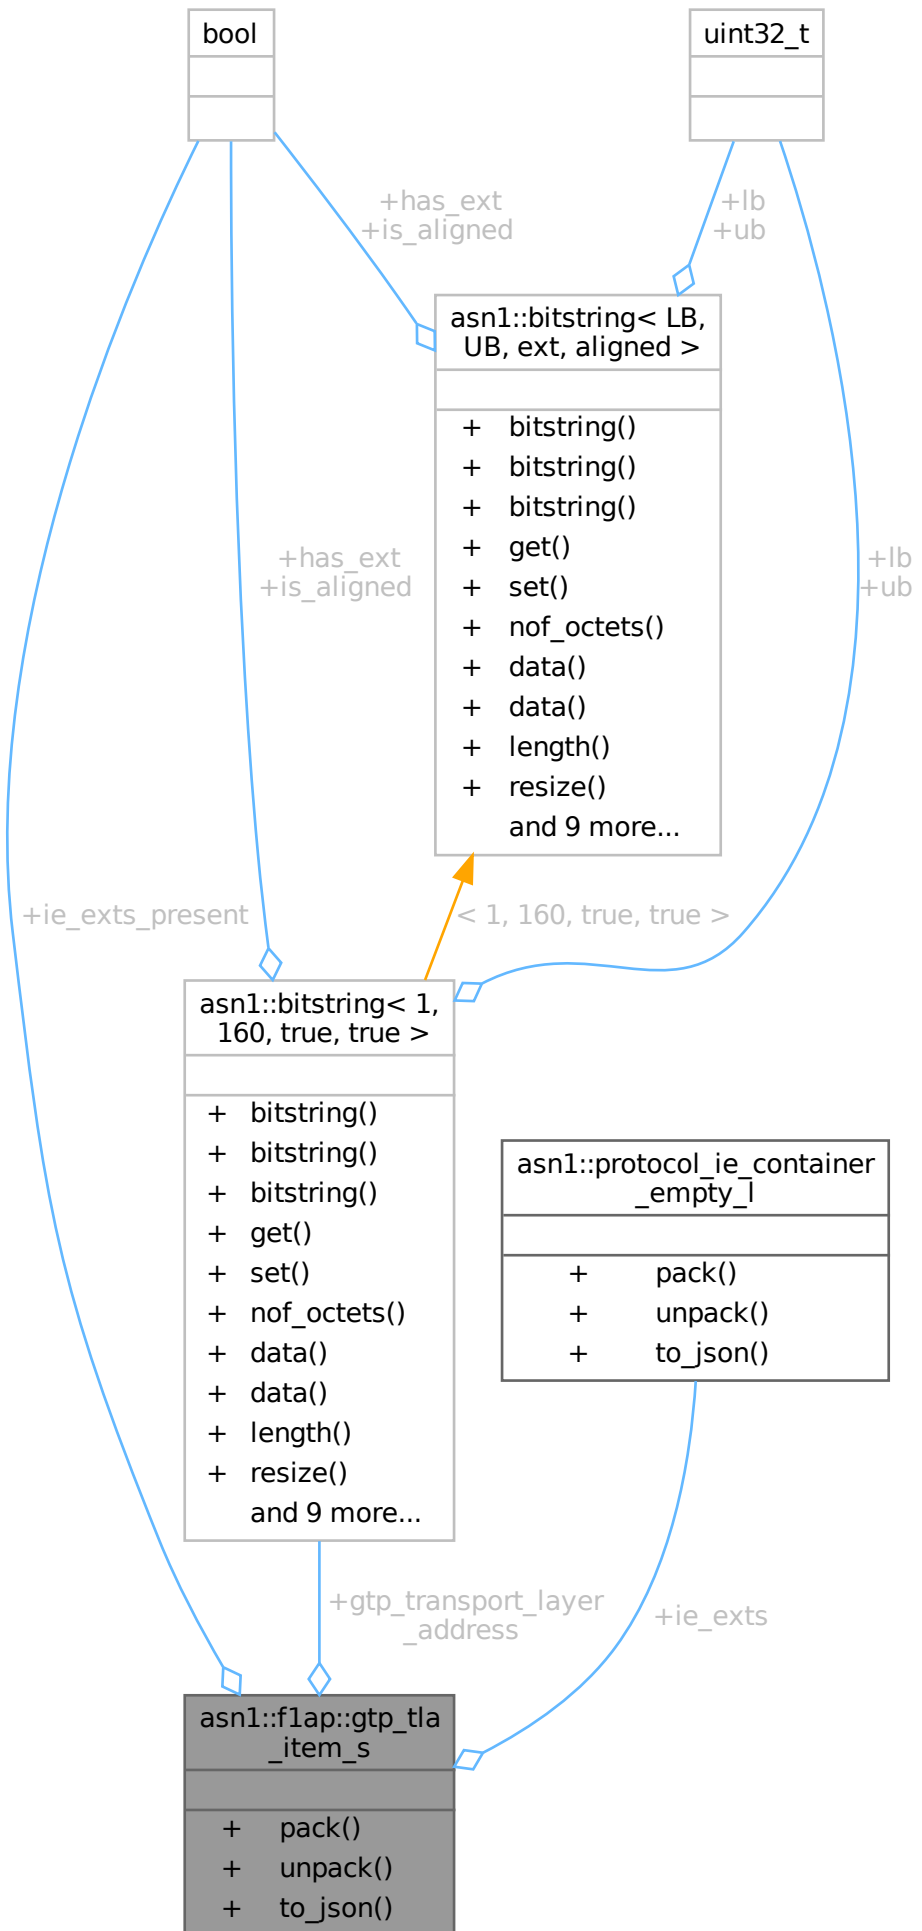 bool
uint32_t
+has_ext
+is_aligned
+lb
+ub
asn1::bitstring< LB,
UB, ext, aligned >
+ bitstring()
+ bitstring()
+ bitstring()
+ get()
+ set()
+ nof_octets()
+ data()
+ data()
+ length()
+ resize()
and 9 more...
+has_ext
+is_aligned
+lb
+ub
+ie_exts_present
< 1, 160, true, true >
asn1::bitstring< 1,
160, true, true >
+ bitstring()
+ bitstring()
+ bitstring()
+ get()
+ set()
+ nof_octets()
+ data()
+ data()
+ length()
+ resize()
and 9 more...
asn1::protocol_ie_container
_empty_l
+ pack()
+ unpack()
+ to_json()
+gtp_transport_layer
_address
+ie_exts
asn1::f1ap::gtp_tla
_item_s
+ pack()
+ unpack()
+ to_json()